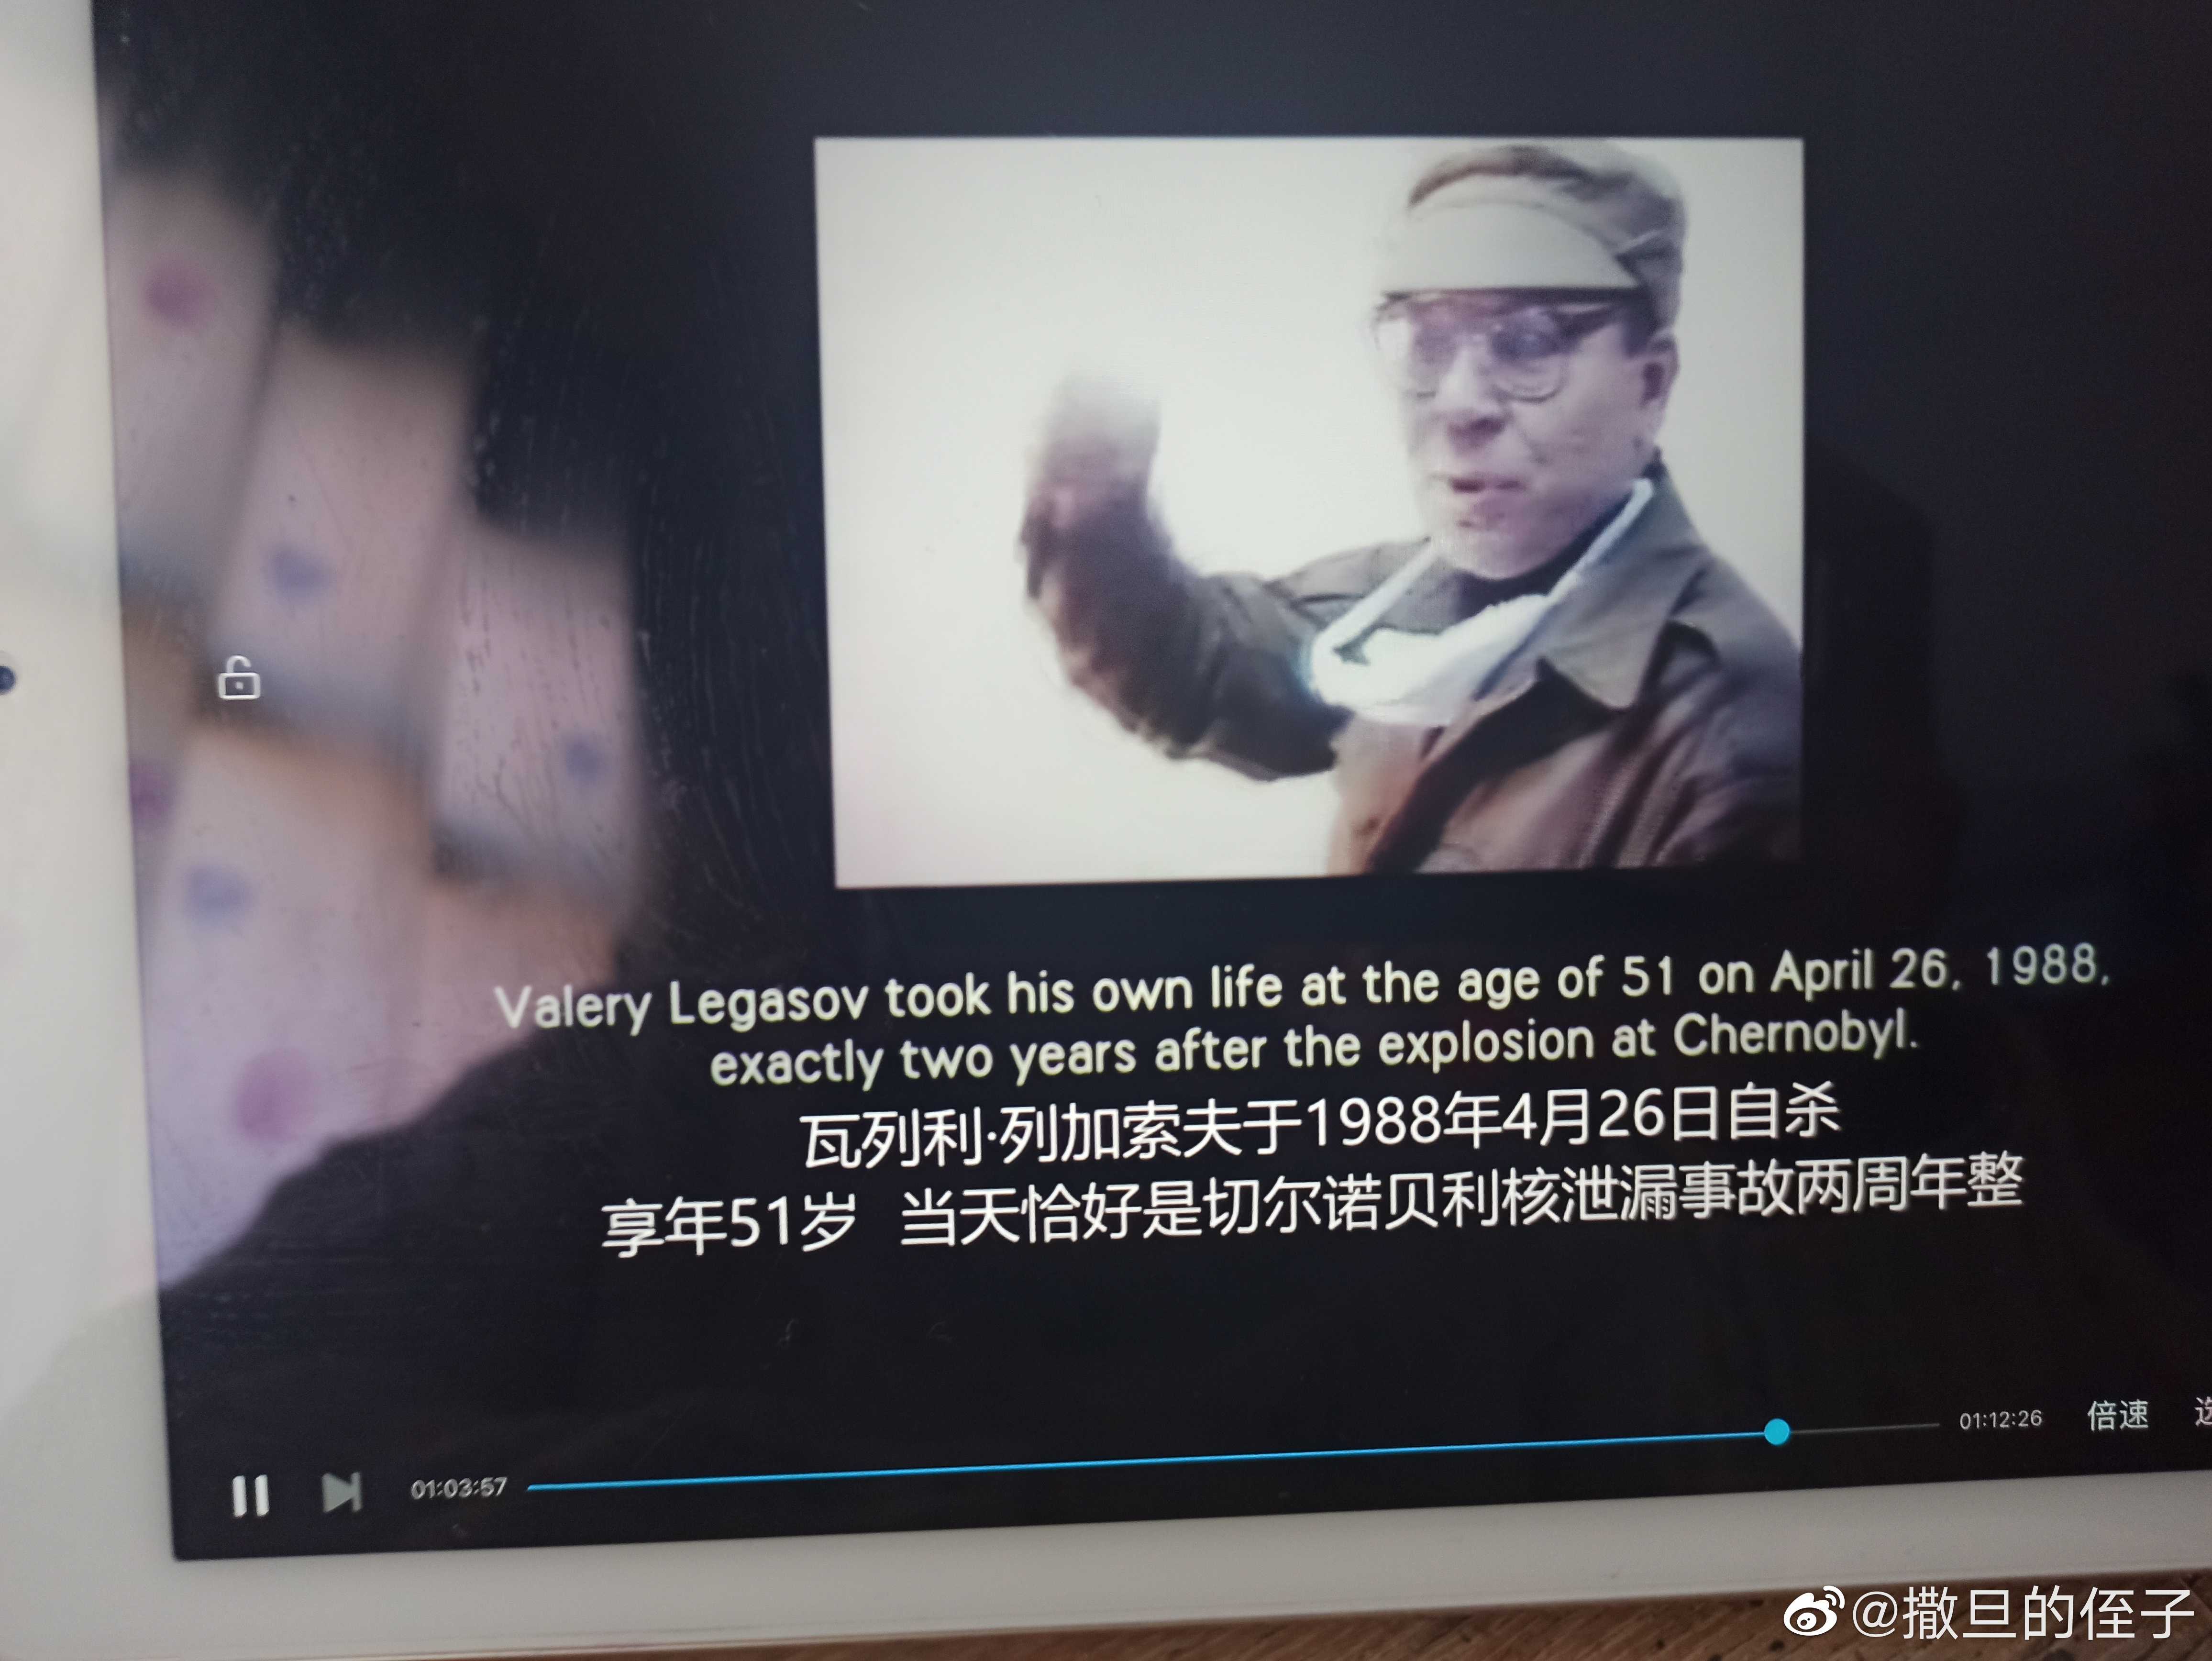 Valery Legasov took his own life at the age of 51 on April 26, 1988,
exactly two years after the explosion at Chernobyl.
瓦列利·列加索夫于1988年4月26日自杀
享年51岁 当天恰好是切尔诺贝利核泄漏事故两周年整
01:03:57
01:12:26
倍速
选
@撒旦的侄子